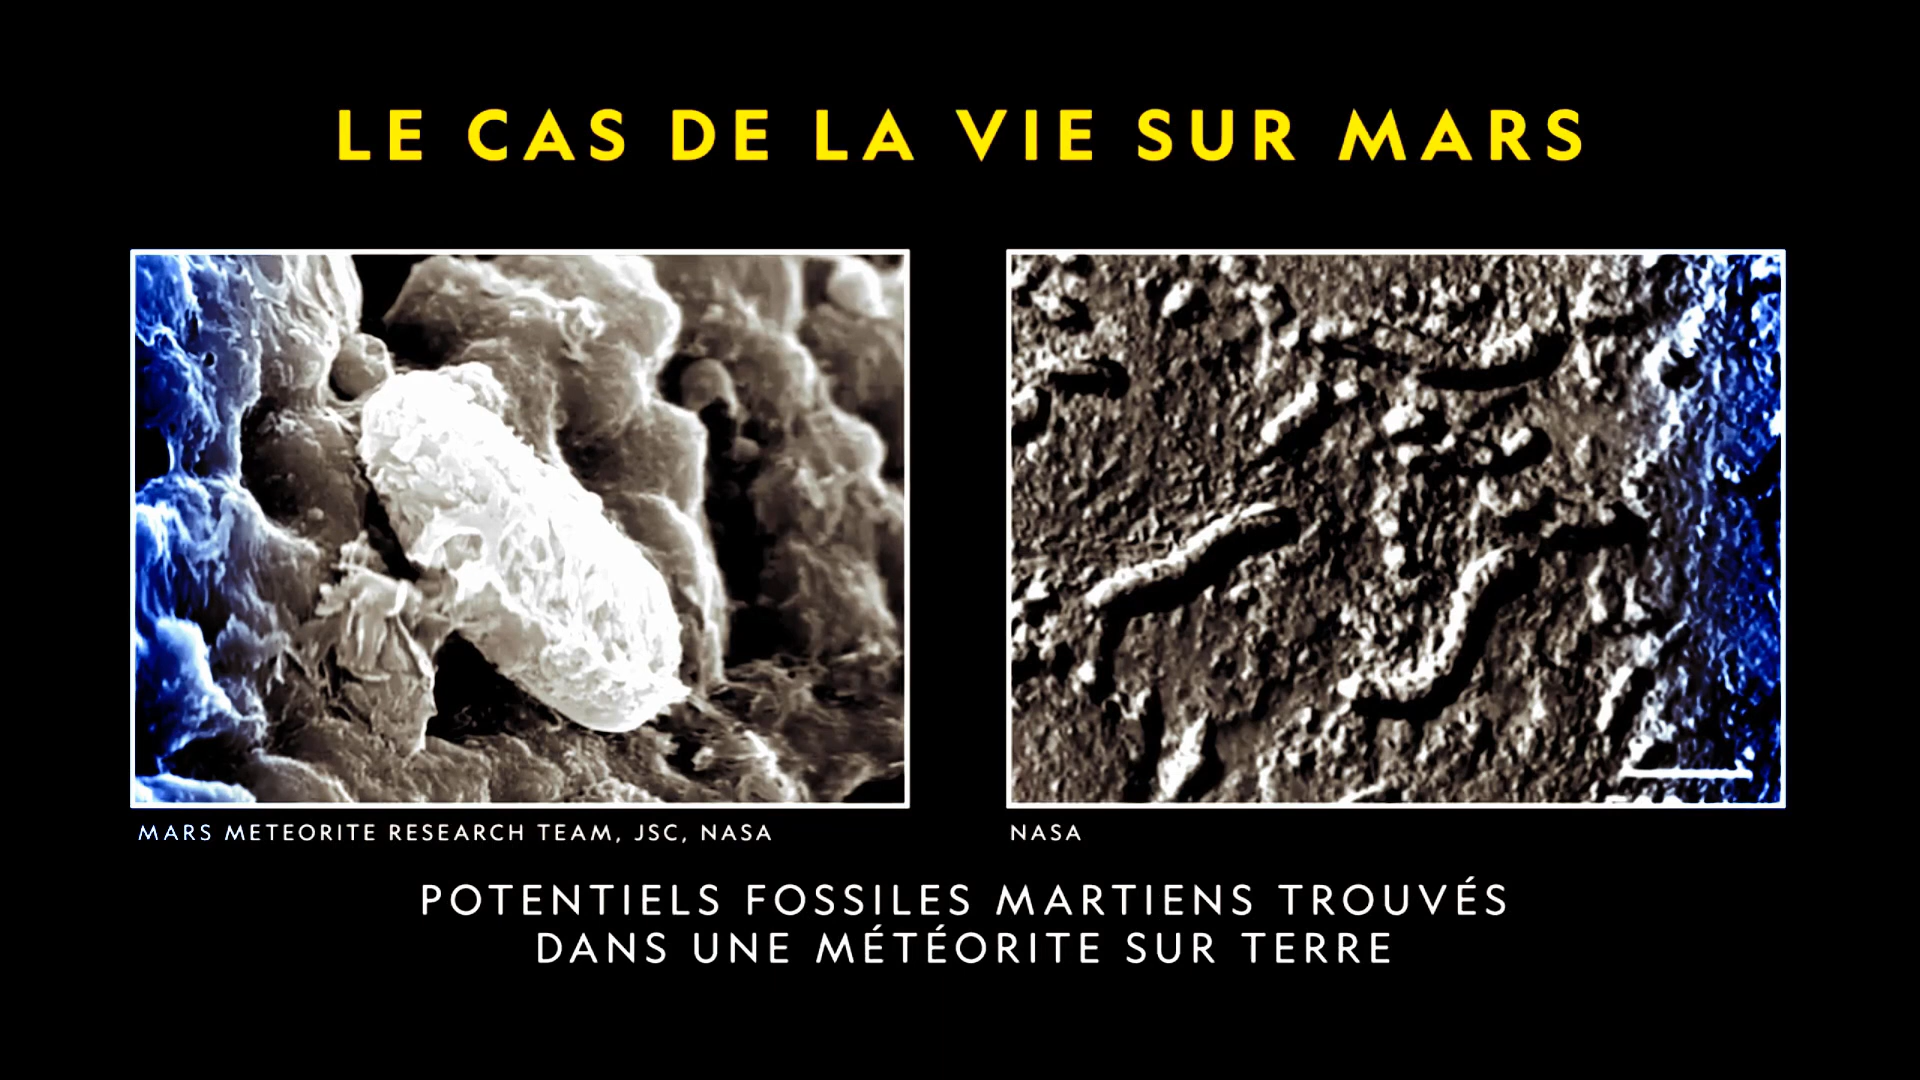 LE CAS DE LA VIE SUR MARS
MARS METEORITE RESEARCH TEAM, JSC, NASA
NASA
POTENTIELS FOSSILES MARTIENS TROUVÉS
DANS UNE MÉTÉORITE SUR TERRE